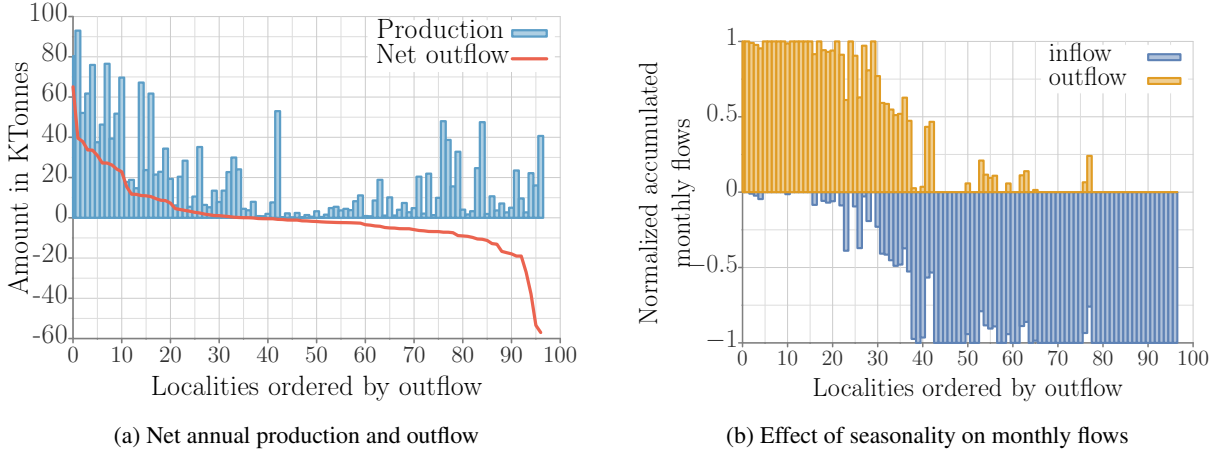 100
80
60
40
20
0
-20
-40
-60
0 10 20 30 40 50 60 70 80 90 100
Amount in KTonnes
Localities ordered by outflow
Production
Net outflow
(a) Net annual production and outflow
1
0.5
0
−0.5
−1
0 10 20 30 40 50 60 70 80 90 100
Normalized accumulated
monthly flows
Localities ordered by outflow
inflow
outflow
(b) Effect of seasonality on monthly flows